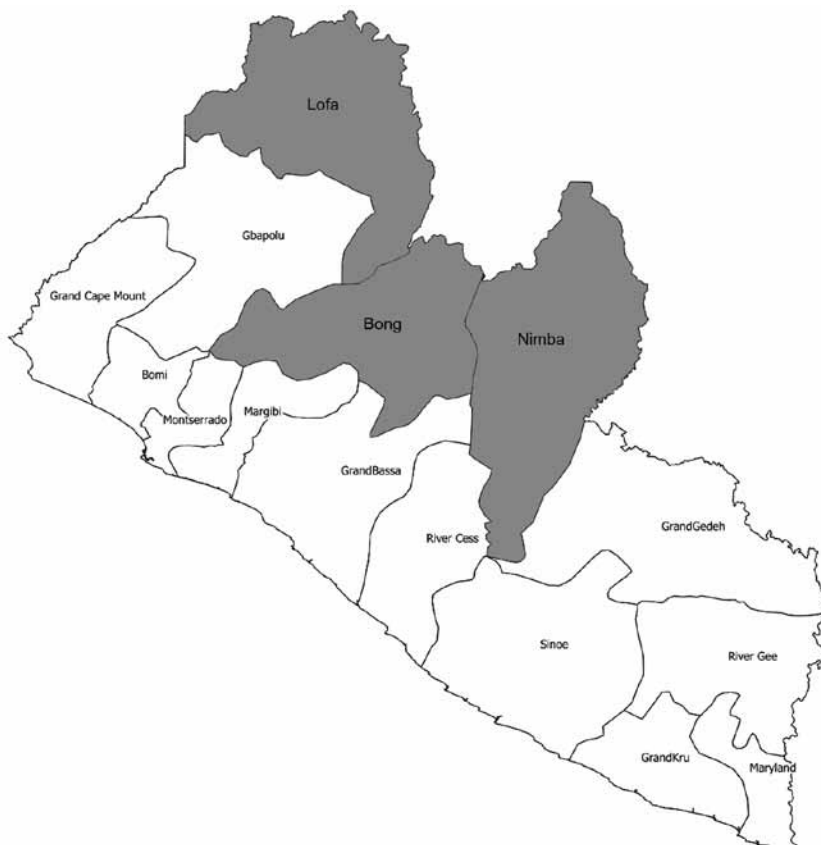 Lofa
Gbapolu
Grand Cape Mount
Bong
Nimba
Bomi
Montserrado
Margibi
GrandBassa
River Cess
GrandGedeh
Sinoe
River Gee
GrandKru
Maryland